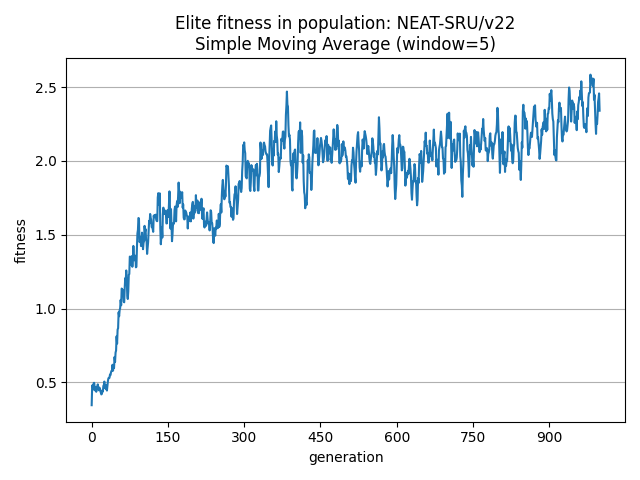 Elite fitness in population: NEAT-SRU/v22
Simple Moving Average (window=5)
fitness
2.5
2.0
1.5
1.0
0.5
0 150 300 450 600 750 900
generation